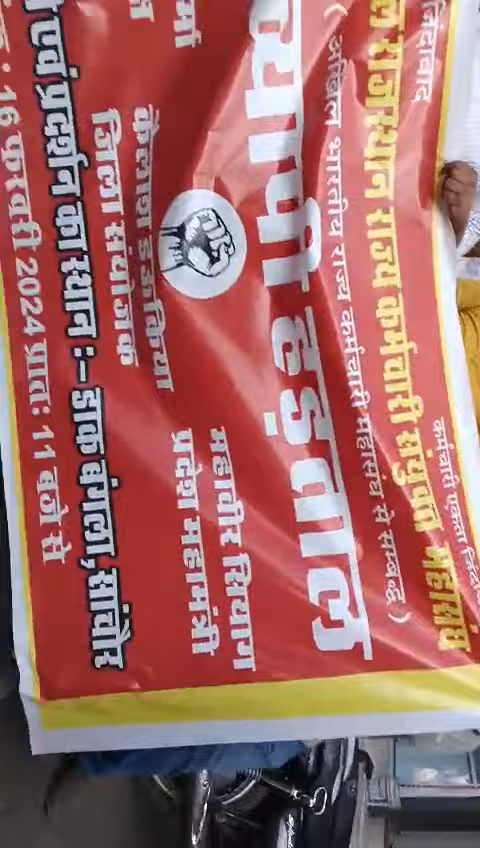 जिंदाबाद
कर्मचारी एकता
राजस्थान राज्य कर्मचारी संयुक्त महासंघ
( अखिल भारतीय राज्य कर्मचारी महासंघ से सम्बद्ध )
व्यापी हड़ताल
महावीर सियाग
प्रदेश महामंत्री
कैलाश हडकिया
जिला संयोजक
एवं प्रदर्शन का स्थान :- डाक बंगला, सांचोर
16 फरवरी 2024 प्रातः 11 बजे से